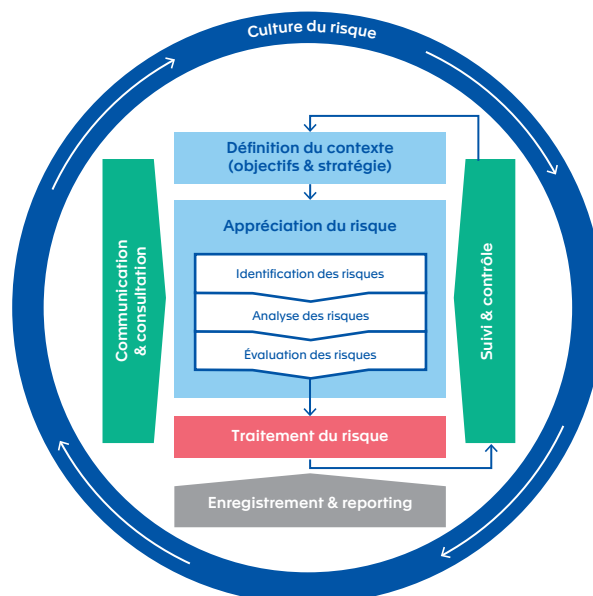 Culture du risque
Définition du contexte
(objectifs & stratégie)
Appréciation du risque
Identification des risques
Analyse des risques
Évaluation des risques
Communication
& consultation
Suivi & contrôle
Traitement du risque
Enregistrement & reporting